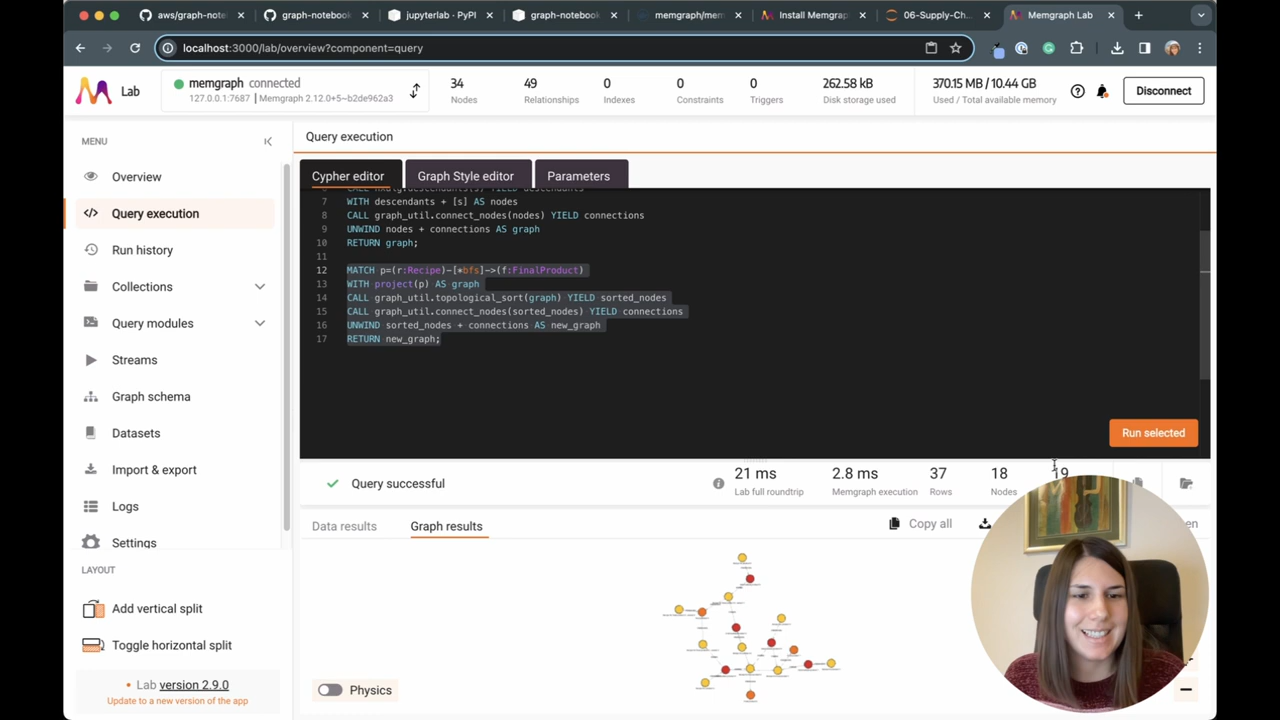 aws/graph-note
graph-notebook
jupyterlab - PyPI
graph-notebook
memgraph/mem
Install Memgrap
06-Supply-Ch
Memgraph Lab
localhost:3000/lab/overview?component=query
Lab
memgraph connected
127.0.0.1:7687 | Memgraph 2.12.0+5~b2de962a3
34
Nodes
49
Relationships
0
Indexes
0
Constraints
0
Triggers
262.58 kB
Disk storage used
370.15 MB / 10.44 GB
Used / Total available memory
Disconnect
MENU
Overview
Query execution
Run history
Collections
Query modules
Streams
Graph schema
Datasets
Import & export
Logs
Settings
LAYOUT
Add vertical split
Toggle horizontal split
• Lab version 2.9.0
Update to a new version of the app
Query execution
Cypher editor
Graph Style editor
Parameters
7 WITH descendants + [s] AS nodes
8 CALL graph_util.connect_nodes(nodes) YIELD connections
9 UNWIND nodes + connections AS graph
10 RETURN graph;
11
12 MATCH p=(r:Recipe)-[*bfs]->(f:FinalProduct)
13 WITH project(p) AS graph
14 CALL graph_util.topological_sort(graph) YIELD sorted_nodes
15 CALL graph_util.connect_nodes(sorted_nodes) YIELD connections
16 UNWIND sorted_nodes + connections AS new_graph
17 RETURN new_graph;
Run selected
Query successful
21 ms
Lab full roundtrip
2.8 ms
Memgraph execution
37
Rows
18
Nodes
19
Data results
Graph results
Copy all
Physics